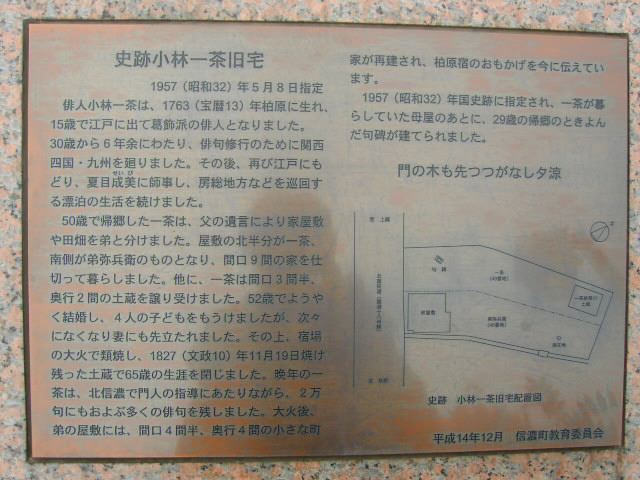 史跡小林一茶旧宅
1957（昭和32）年5月8日指定
俳人小林一茶は、1763（宝暦13）年柏原に生れ、
15歳で江戸に出て葛飾派の俳人となりました。
30歳から6年余にわたり、俳句修行のために関西
四国・九州を廻りました。その後、再び江戸にも
せいび
どり、夏目成美に師事し、房総地方などを巡回す
る漂泊の生活を続けました。
50歳で帰郷した一茶は、父の遺言により家屋敷
や田畑を弟と分けました。屋敷の北半分が一茶、
南側が弟弥兵衛のものとなり、間口9間の家を仕
切って暮らしました。他に、一茶は間口3間半、
奥行2間の土蔵を譲り受けました。52歳でようや
く結婚し、4人の子どもをもうけましたが、次々
になくなり妻にも先立たれました。その上、宿場
の大火で類焼し、1827（文政10）年11月19日焼け
残った土蔵で65歳の生涯を閉じました。晩年の一
茶は、北信濃で門人の指導にあたりながら、2万
句にもおよぶ多くの俳句を残しました。大火後、
弟の屋敷には、間口4間半、奥行4間の小さな町
家が再建され、柏原宿のおもかげを今に伝えてい
ます。
1957（昭和32）年国史跡に指定され、一茶が暮
らしていた母屋のあとに、29歳の帰郷のときよん
だ句碑が建てられました。
門の木も先つつがなし夕涼
史跡　小林一茶旧宅配置図
平成14年12月　信濃町教育委員会